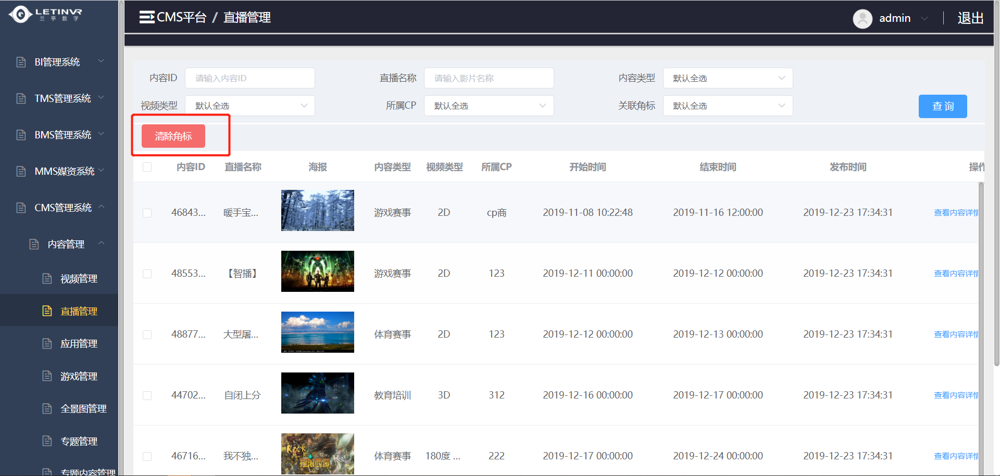 LETINVR
兰亭数字
CMS平台 / 直播管理
admin
退出
BI管理系统
TMS管理系统
BMS管理系统
MMS媒资系统
CMS管理系统
内容管理
视频管理
直播管理
应用管理
游戏管理
全景图管理
专题管理
专题内容管理
内容ID 请输入内容ID 直播名称 请输入影片名称 内容类型 默认全选
视频类型 默认全选 所属CP 默认全选 关联角标 默认全选 查 询
清除角标
内容ID 直播名称 海报 内容类型 视频类型 所属CP 开始时间 结束时间 发布时间 操作
46843... 暖手宝... 游戏赛事 2D cp商 2019-11-08 10:22:48 2019-11-16 12:00:00 2019-12-23 17:34:31 查看内容详情
48553... 【智播】 游戏赛事 2D 123 2019-12-11 00:00:00 2019-12-12 00:00:00 2019-12-23 17:34:31 查看内容详情
48877... 大型屠... 体育赛事 2D 123 2019-12-12 00:00:00 2019-12-13 00:00:00 2019-12-23 17:34:31 查看内容详情
44702... 自闭上分 教育培训 3D 312 2019-12-16 00:00:00 2019-12-17 00:00:00 2019-12-23 17:34:31 查看内容详情
46716... 我不独... 体育赛事 180度 ... 222 2019-12-17 00:00:00 2019-12-24 00:00:00 2019-12-23 17:34:31 查看内容详情